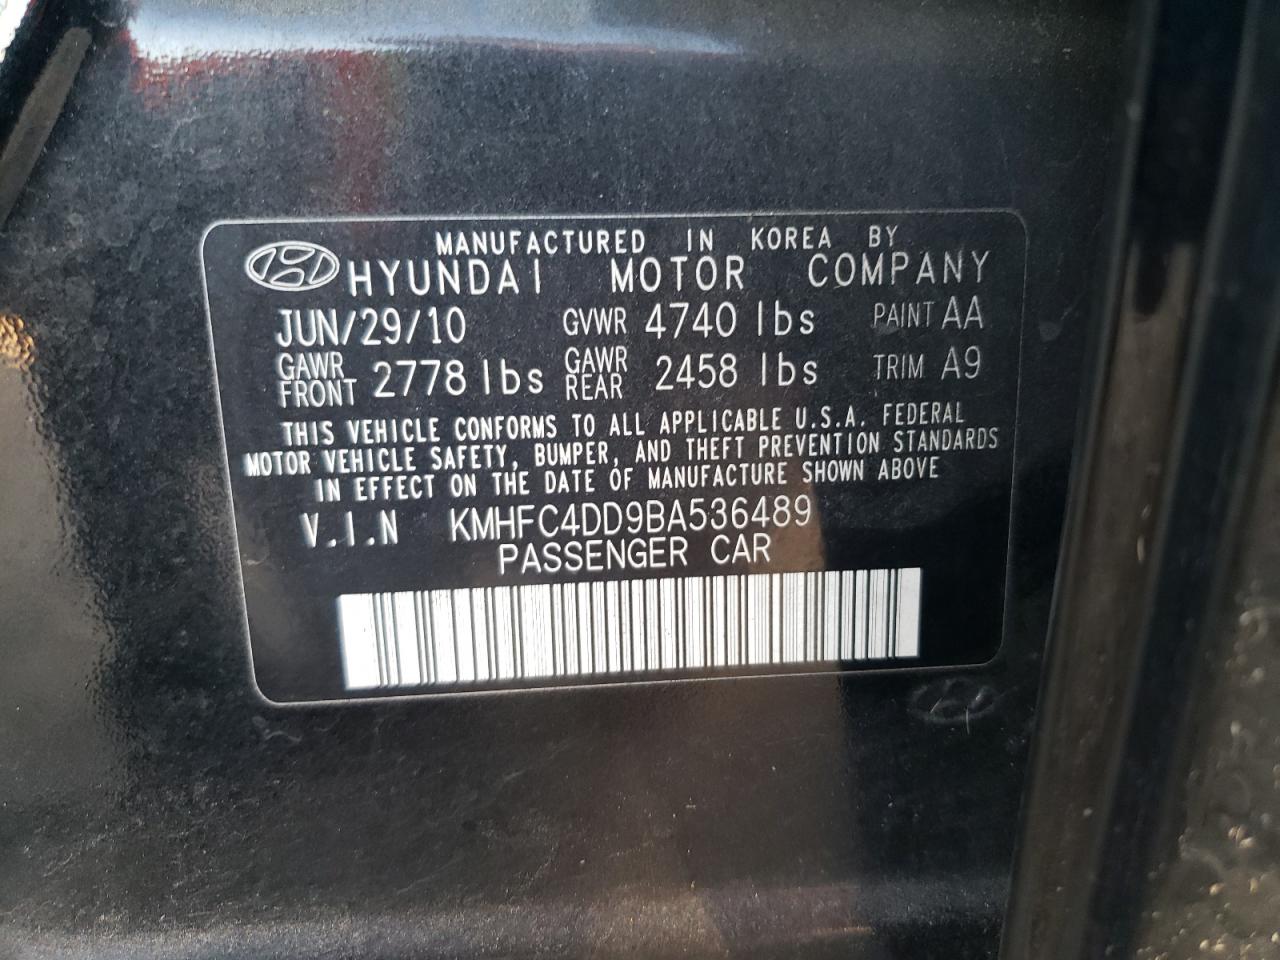 MANUFACTURED IN KOREA BY
HYUNDAI MOTOR COMPANY
JUN/29/10 GVWR 4740 lbs PAINT AA
GAWR FRONT 2778 lbs GAWR REAR 2458 lbs TRIM A9
THIS VEHICLE CONFORMS TO ALL APPLICABLE U.S.A. FEDERAL
MOTOR VEHICLE SAFETY, BUMPER, AND THEFT PREVENTION STANDARDS
IN EFFECT ON THE DATE OF MANUFACTURE SHOWN ABOVE
V.I.N KMHFC4DD9BA536489
PASSENGER CAR